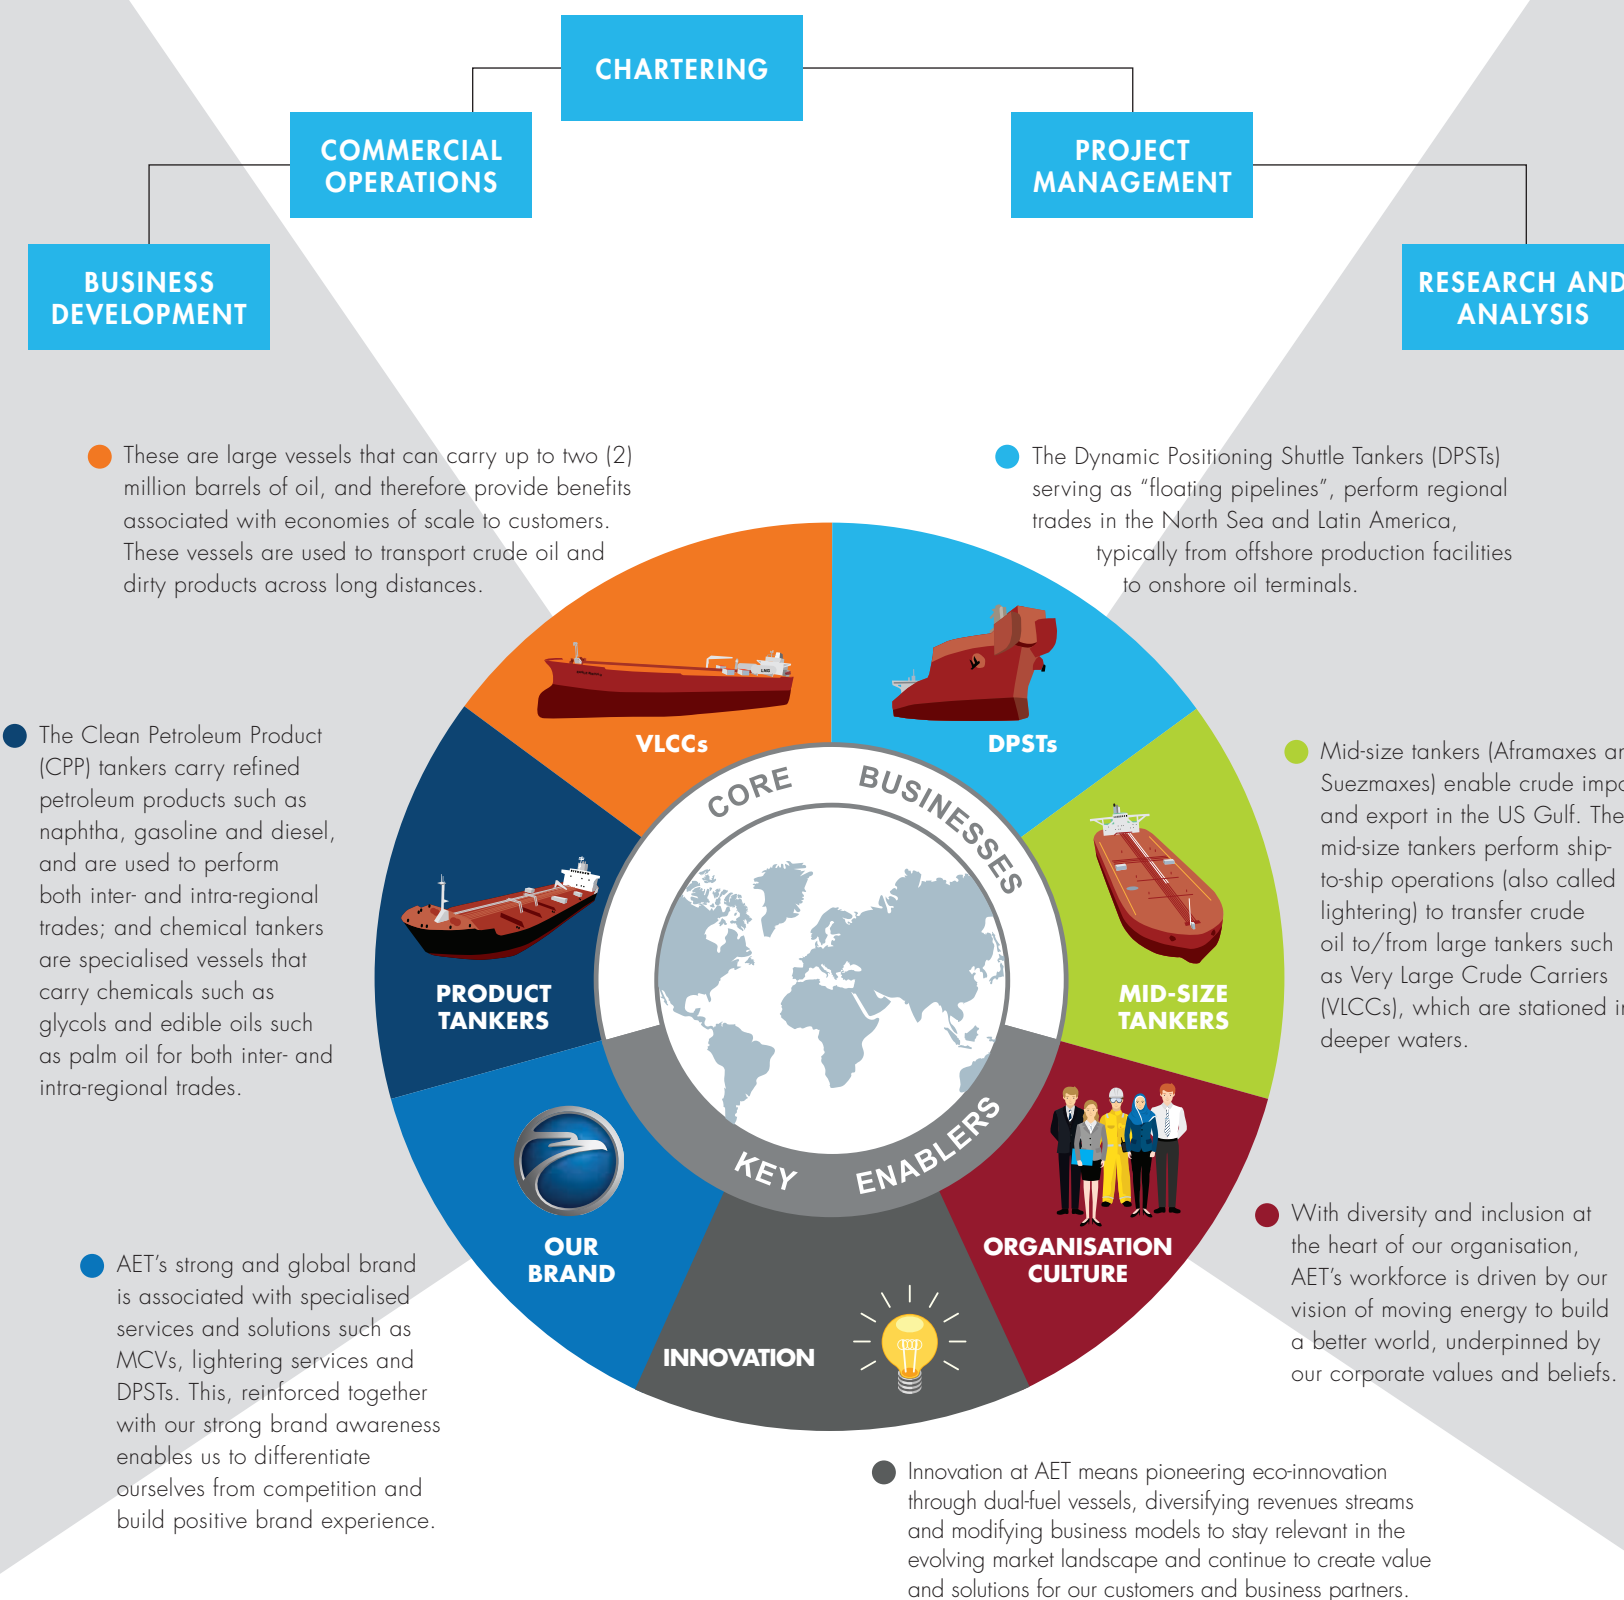 CHARTERING
COMMERCIAL
OPERATIONS
PROJECT
MANAGEMENT
BUSINESS
DEVELOPMENT
RESEARCH AND
ANALYSIS
These are large vessels that can carry up to two (2)
million barrels of oil, and therefore provide benefits
associated with economies of scale to customers.
These vessels are used to transport crude oil and
dirty products across long distances.
The Dynamic Positioning Shuttle Tankers (DPSTs)
serving as “floating pipelines”, perform regional
trades in the North Sea and Latin America,
typically from offshore production facilities
to onshore oil terminals.
The Clean Petroleum Product
(CPP) tankers carry refined
petroleum products such as
naphtha, gasoline and diesel,
and are used to perform
both inter- and intra-regional
trades; and chemical tankers
are specialised vessels that
carry chemicals such as
glycols and edible oils such
as palm oil for both inter- and
intra-regional trades.
LNG
VLCCs
DPSTs
CORE BUSINESSES
Mid-size tankers (Aframaxes
Suezmaxes) enable crude
and export in the US Gulf.
mid-size tankers perform ship-
to-ship operations (also called
lightering) to transfer crude
oil to/from large tankers such
as Very Large Crude Carriers
(VLCCs), which are stationed
deeper waters.
PRODUCT
TANKERS
MID-SIZE
TANKERS
KEY ENABLERS
OUR
BRAND
ORGANISATION
CULTURE
INNOVATION
AET’s strong and global brand
is associated with specialised
services and solutions such as
MCVs, lightering services and
DPSTs. This, reinforced together
with our strong brand awareness
enables us to differentiate
ourselves from competition and
build positive brand experience.
With diversity and inclusion at
the heart of our organisation,
AET’s workforce is driven by our
vision of moving energy to build
a better world, underpinned by
our corporate values and beliefs.
Innovation at AET means pioneering eco-innovation
through dual-fuel vessels, diversifying revenues streams
and modifying business models to stay relevant in the
evolving market landscape and continue to create value
and solutions for our customers and business partners.